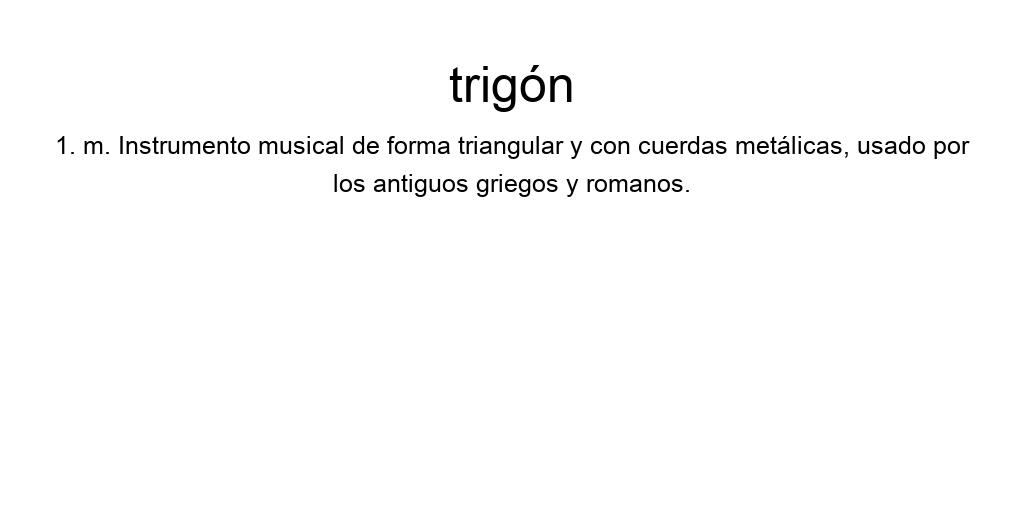 trigón
1. m. Instrumento musical de forma triangular y con cuerdas metálicas, usado por
los antiguos griegos y romanos.